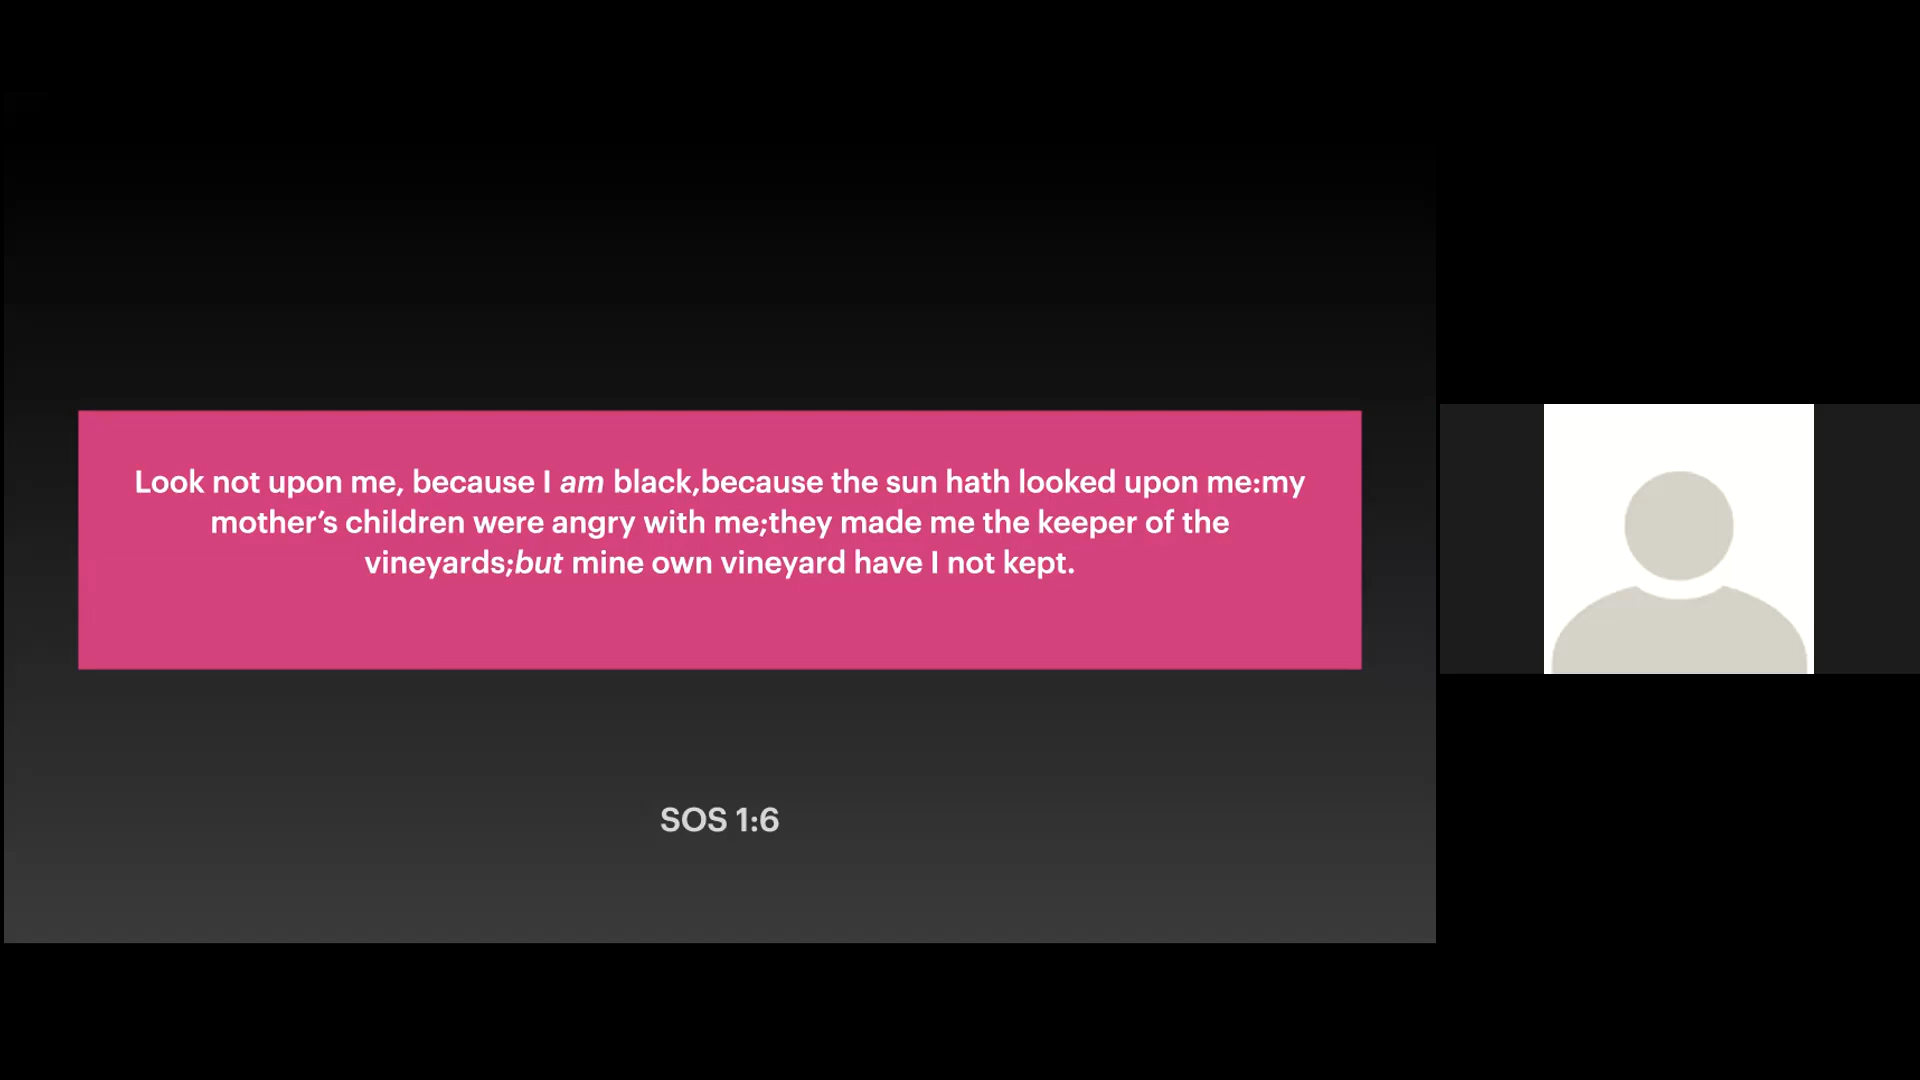 Look not upon me, because I am black,because the sun hath looked upon me:my
mother’s children were angry with me;they made me the keeper of the
vineyards;but mine own vineyard have I not kept.
SOS 1:6